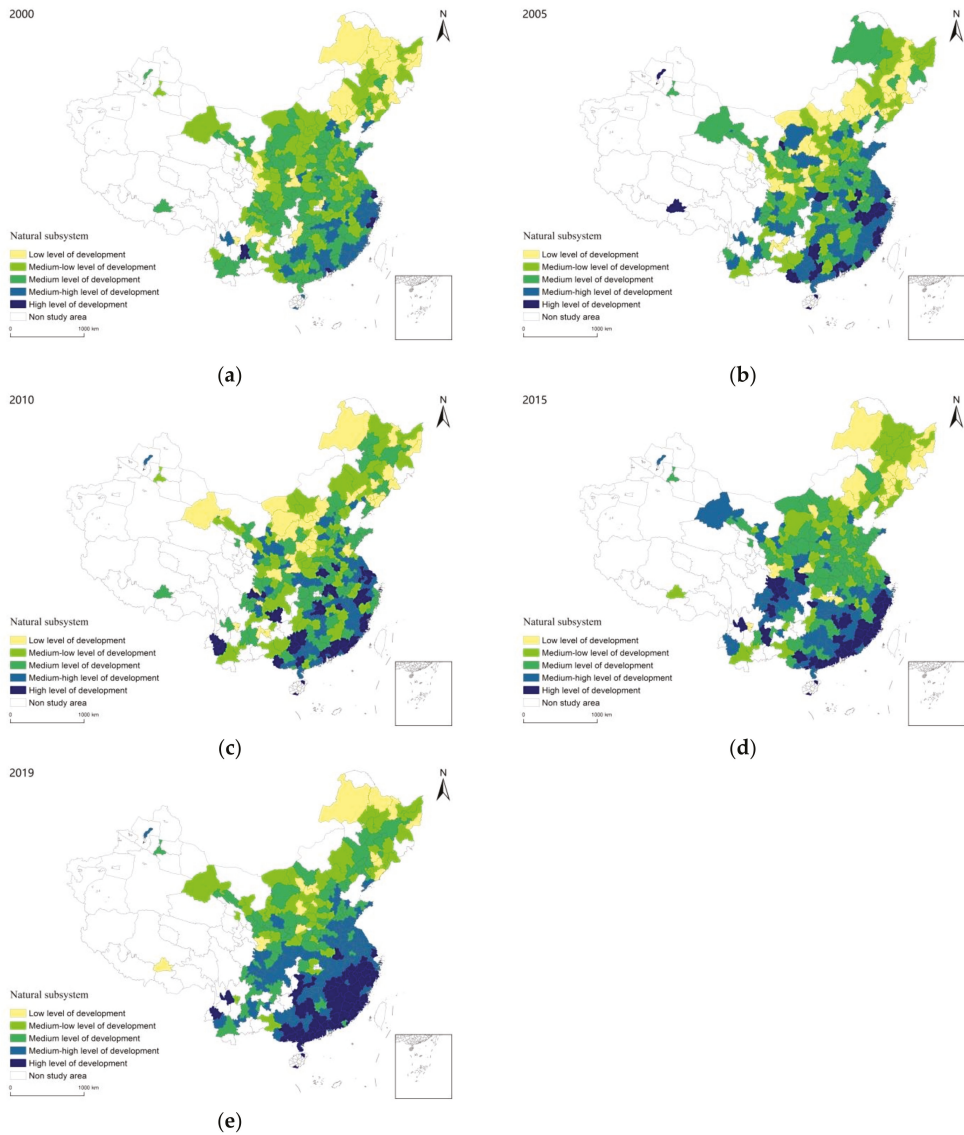 2000
N
Natural subsystem
Low level of development
Medium-low level of development
Medium level of development
Medium-high level of development
High level of development
Non study area
0 1000 km
(a)
2005
N
Natural subsystem
Low level of development
Medium-low level of development
Medium level of development
Medium-high level of development
High level of development
Non study area
0 1000 km
(b)
2010
N
Natural subsystem
Low level of development
Medium-low level of development
Medium level of development
Medium-high level of development
High level of development
Non study area
0 1000 km
(c)
2015
N
Natural subsystem
Low level of development
Medium-low level of development
Medium level of development
Medium-high level of development
High level of development
Non study area
0 1000 km
(d)
2019
N
Natural subsystem
Low level of development
Medium-low level of development
Medium level of development
Medium-high level of development
High level of development
Non study area
0 1000 km
(e)